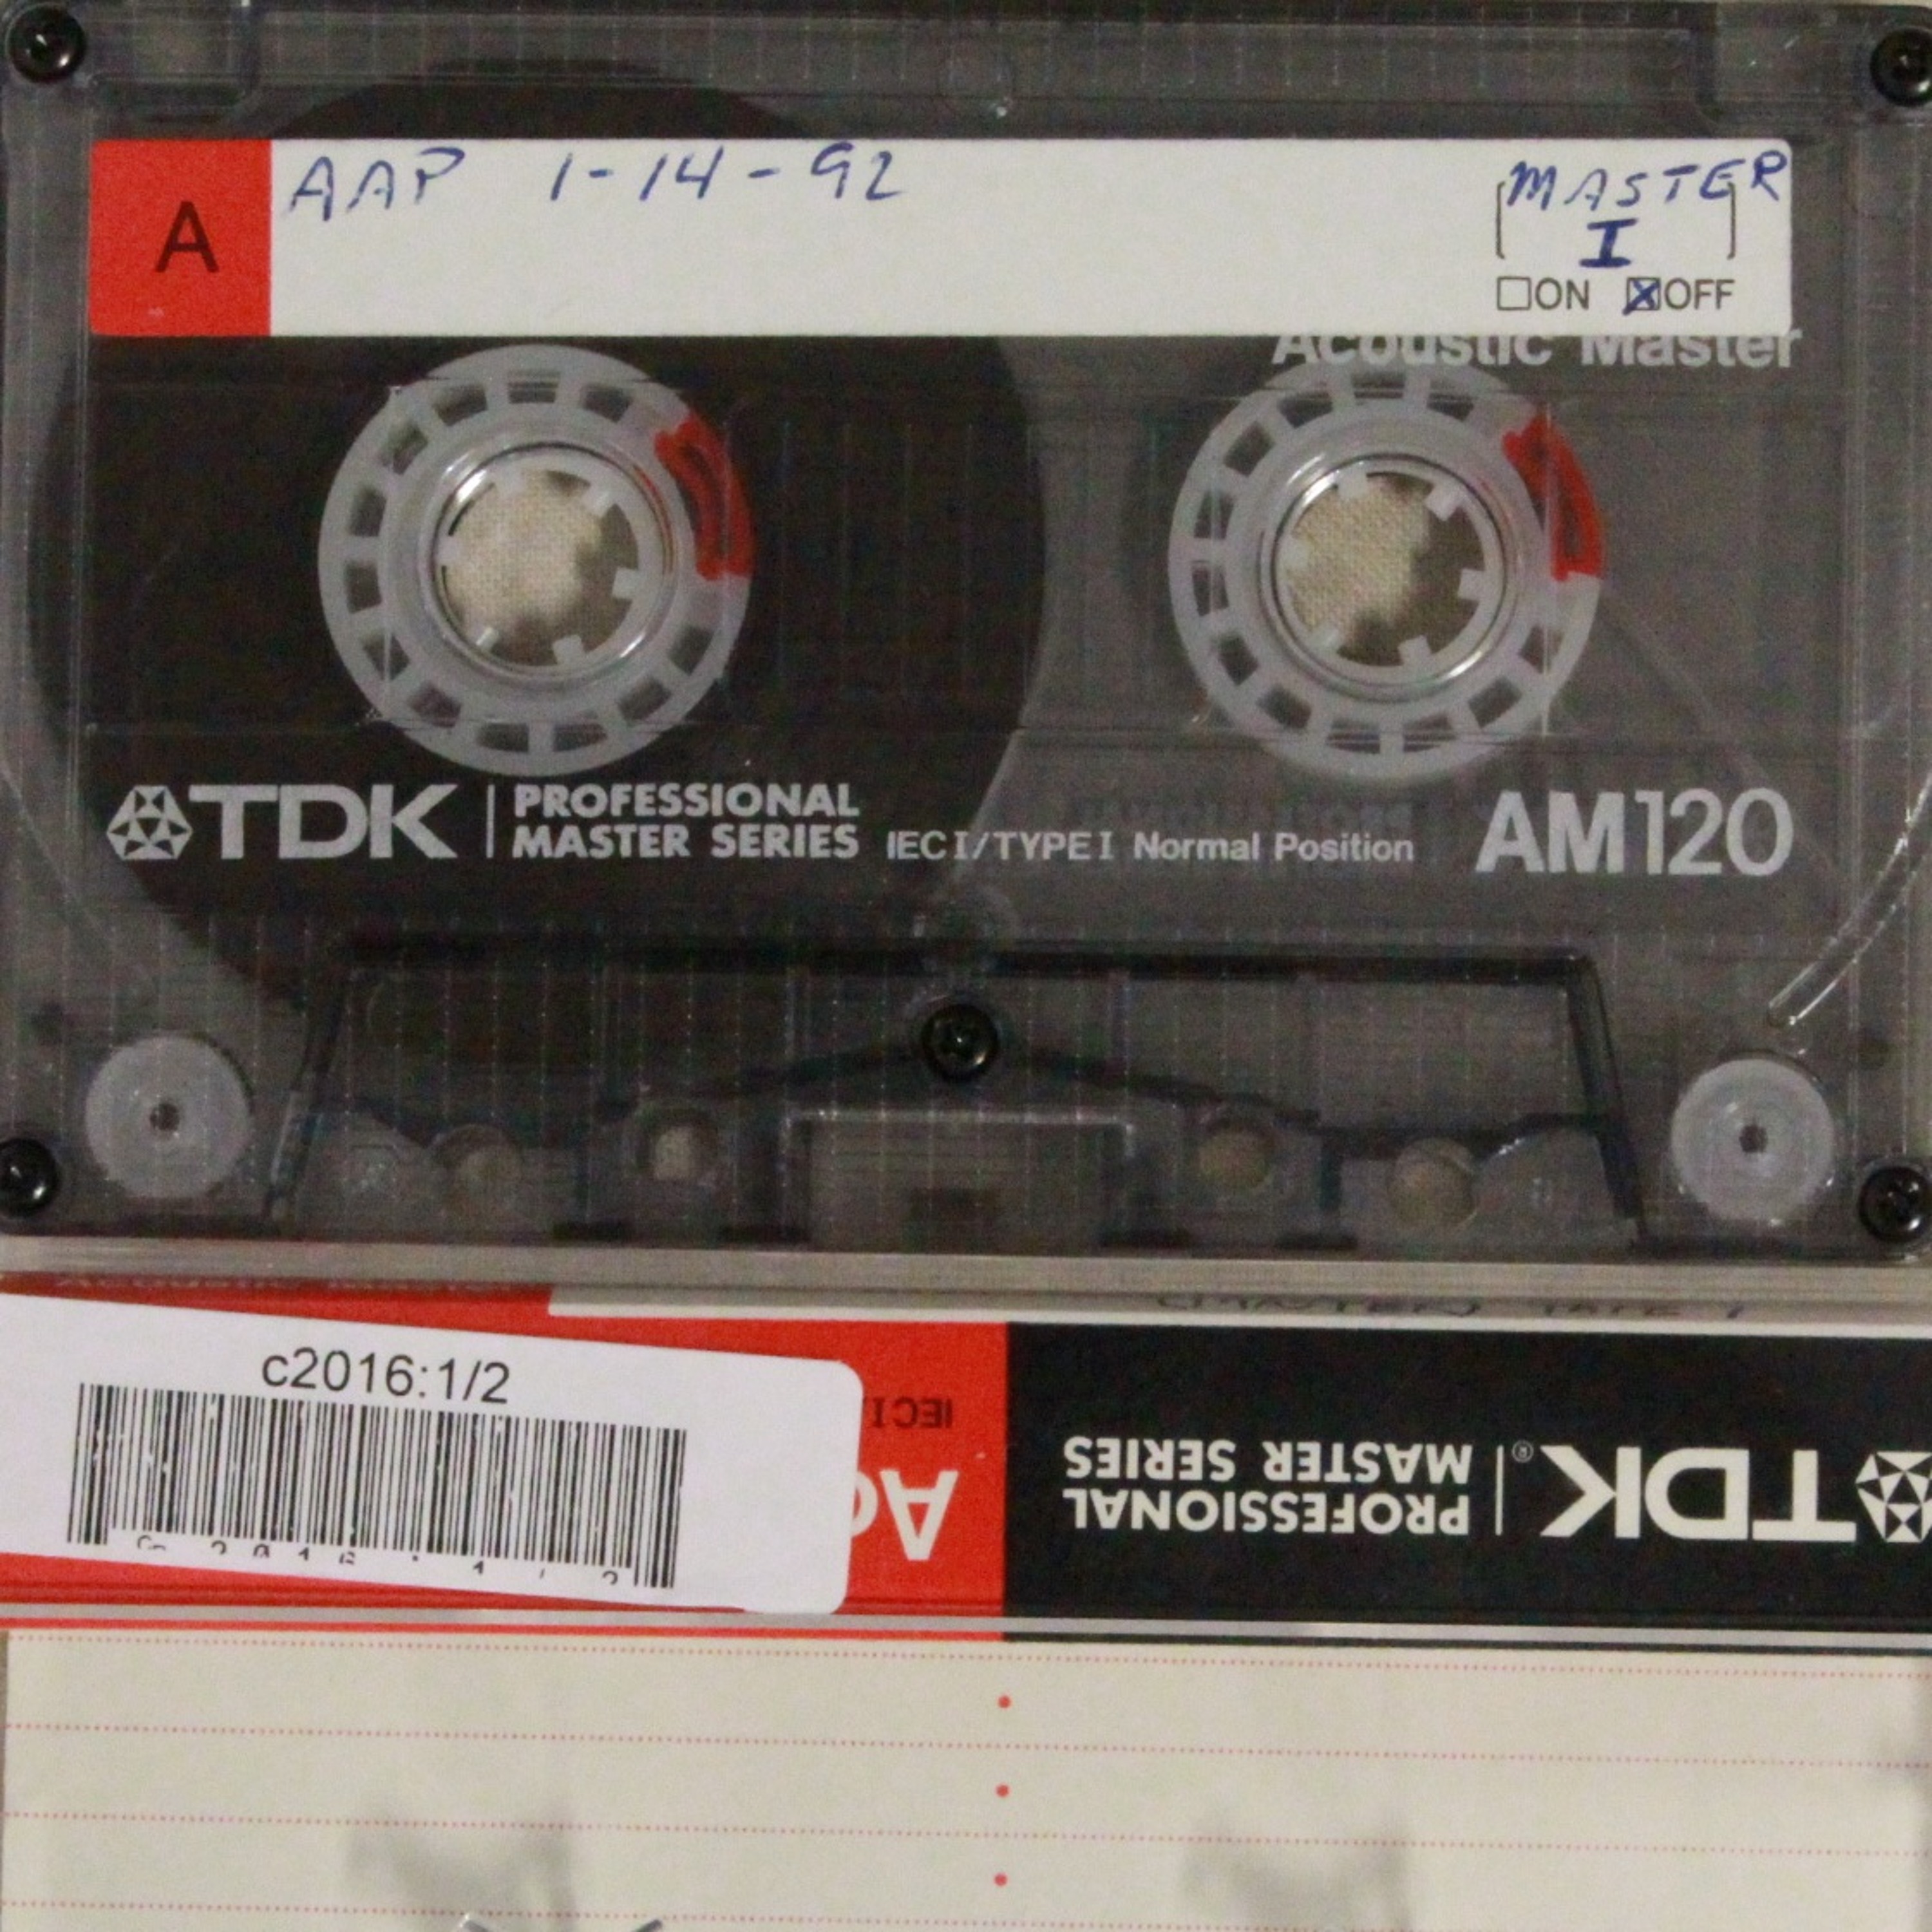 AAP 1-14-92
MASTER
I
A
ON OFF
Acoustic Master
TDK PROFESSIONAL
MASTER SERIES IEC I/TYPE I Normal Position AM120
c2016:1/2
IECI
TDK® PROFESSIONAL
MASTER SERIES